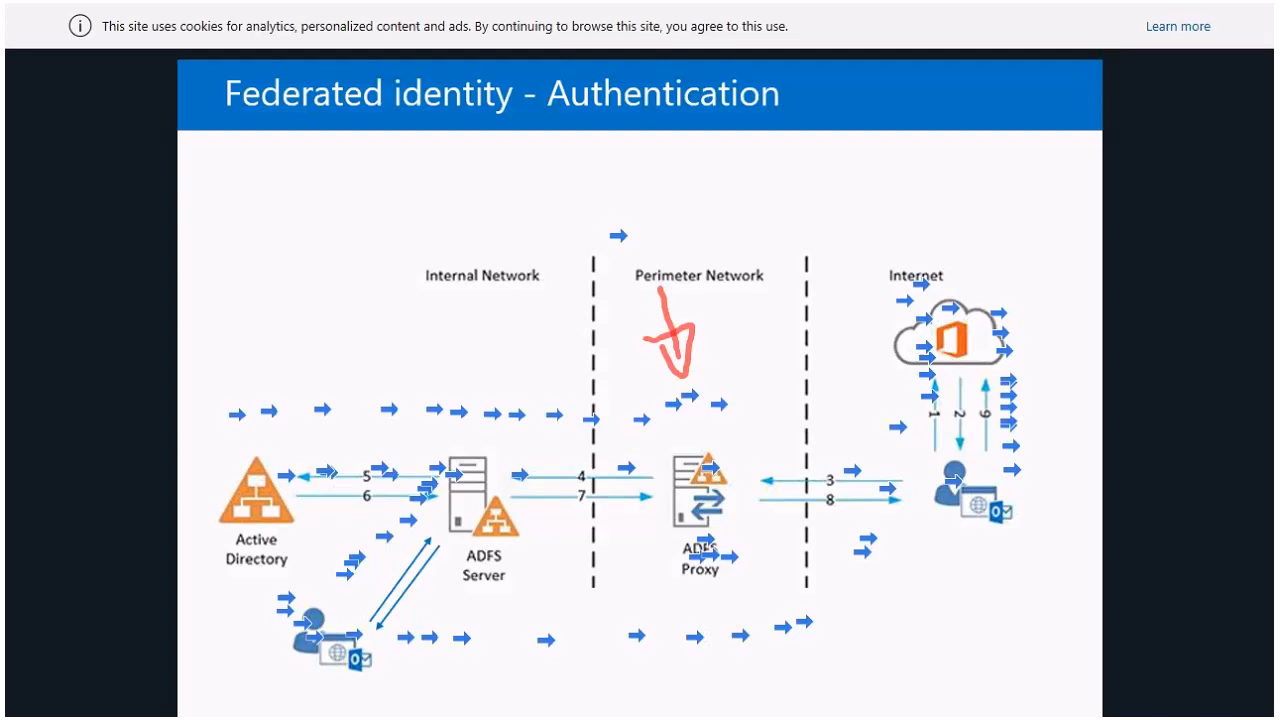 This site uses cookies for analytics, personalized content and ads. By continuing to browse this site, you agree to this use.
Learn more
Federated identity - Authentication
Internal Network
Perimeter Network
Internet
1
2
9
5
4
3
6
7
8
Active
Directory
ADFS
Server
ADFS
Proxy